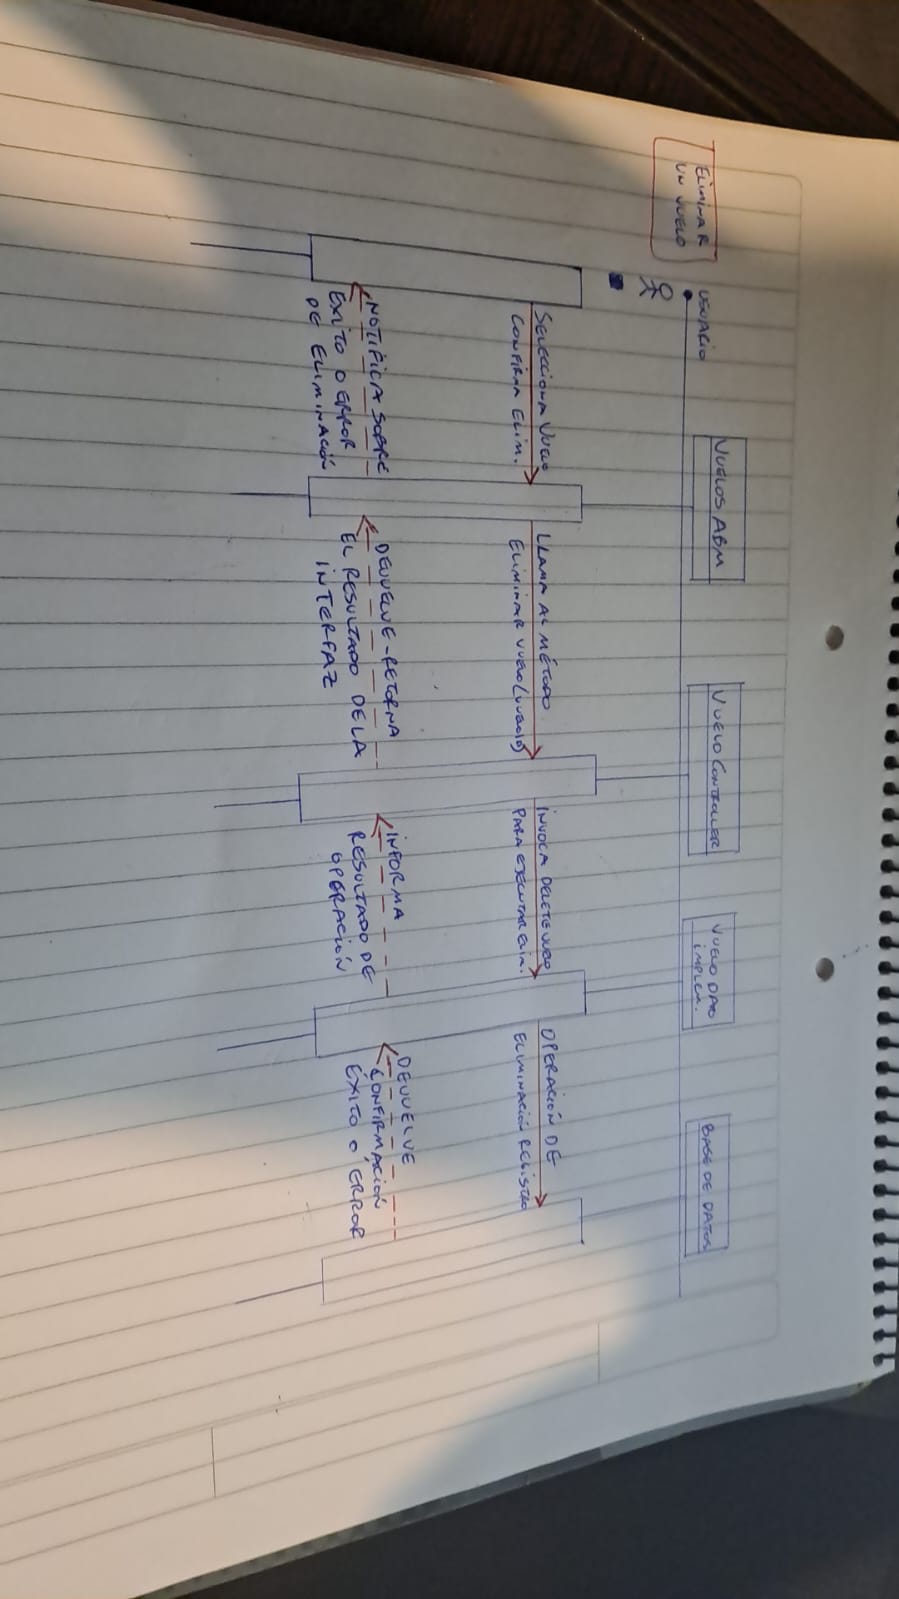 ELIMINAR
UN VUELO
USUARIO
VUELOS ABM
VUELO CONTROLLER
VUELO DAO
IMPLEM.
BASE DE DATOS
SELECCIONA VUELO
CONFIRMA ELIM.
LLAMA AL MÉTODO
ELIMINAR VUELO(VUELOID)
INVOCA DELETEVUELO
PARA EJECUTAR ELIM.
OPERACIÓN DE
ELIMINACIÓN REGISTRO
NOTIFICA SOBRE
ÉXITO O ERROR
DE ELIMINACIÓN
DEVUELVE-RETORNA
EL RESULTADO DE LA
INTERFAZ
INFORMA
RESULTADO DE
OPERACIÓN
DEVUELVE
CONFIRMACIÓN
ÉXITO O ERROR